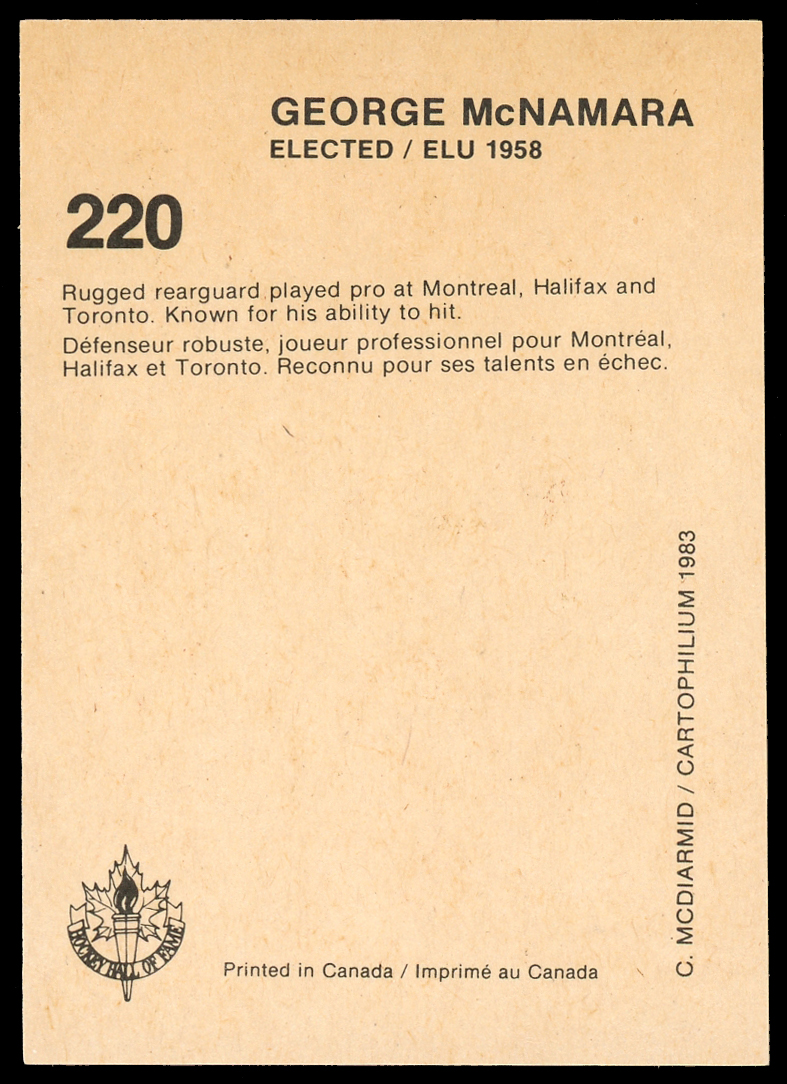 GEORGE McNAMARA
ELECTED / ELU 1958
220
Rugged rearguard played pro at Montreal, Halifax and
Toronto. Known for his ability to hit.
Défenseur robuste, joueur professionnel pour Montréal,
Halifax et Toronto. Reconnu pour ses talents en échec.
C. MCDIARMID / CARTOPHILIUM 1983
HOCKEY HALL OF FAME
Printed in Canada / Imprimé au Canada